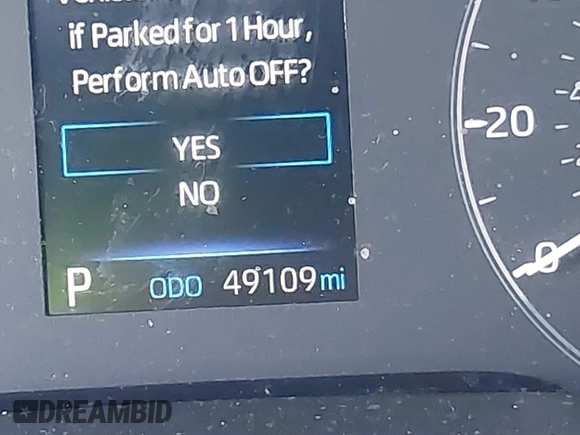 if Parked for 1 Hour,
Perform Auto OFF?
YES
NO
P ODO 49109 mi
20
0
DREAMBID